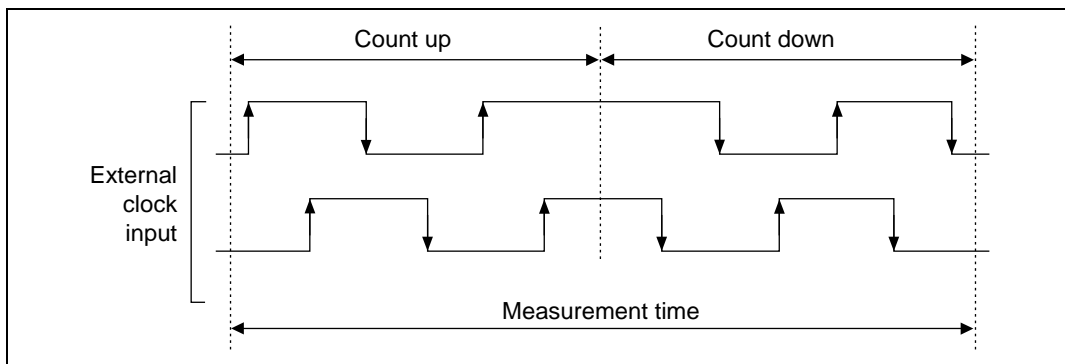 Count up
Count down
External
clock
input
Measurement time